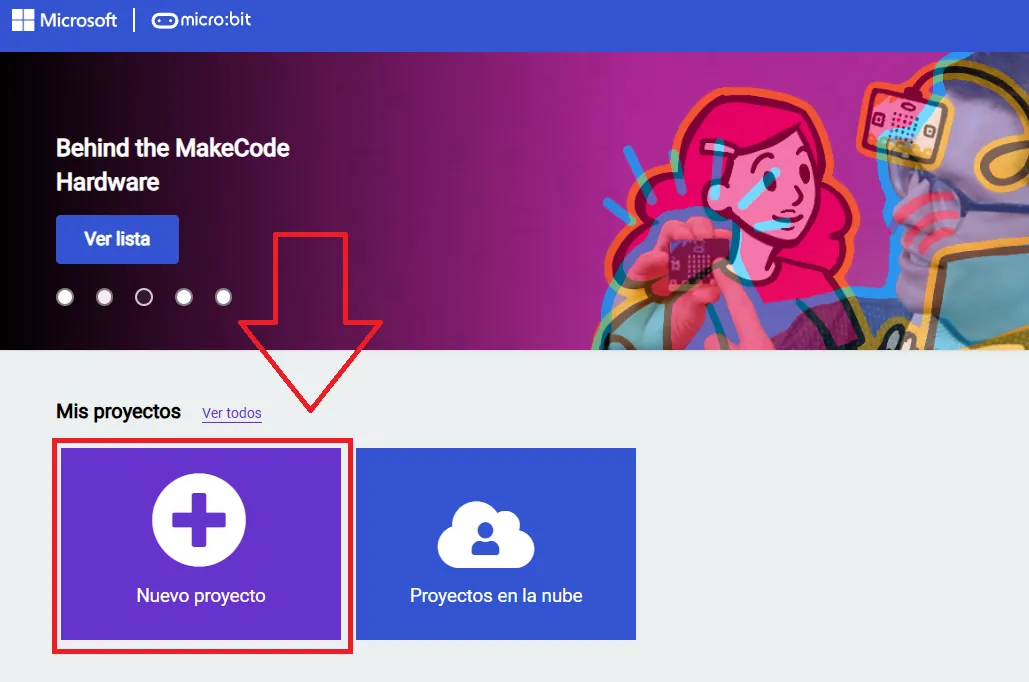 Microsoft | micro:bit
Behind the MakeCode
Hardware
Ver lista
Mis proyectos Ver todos
Nuevo proyecto
Proyectos en la nube